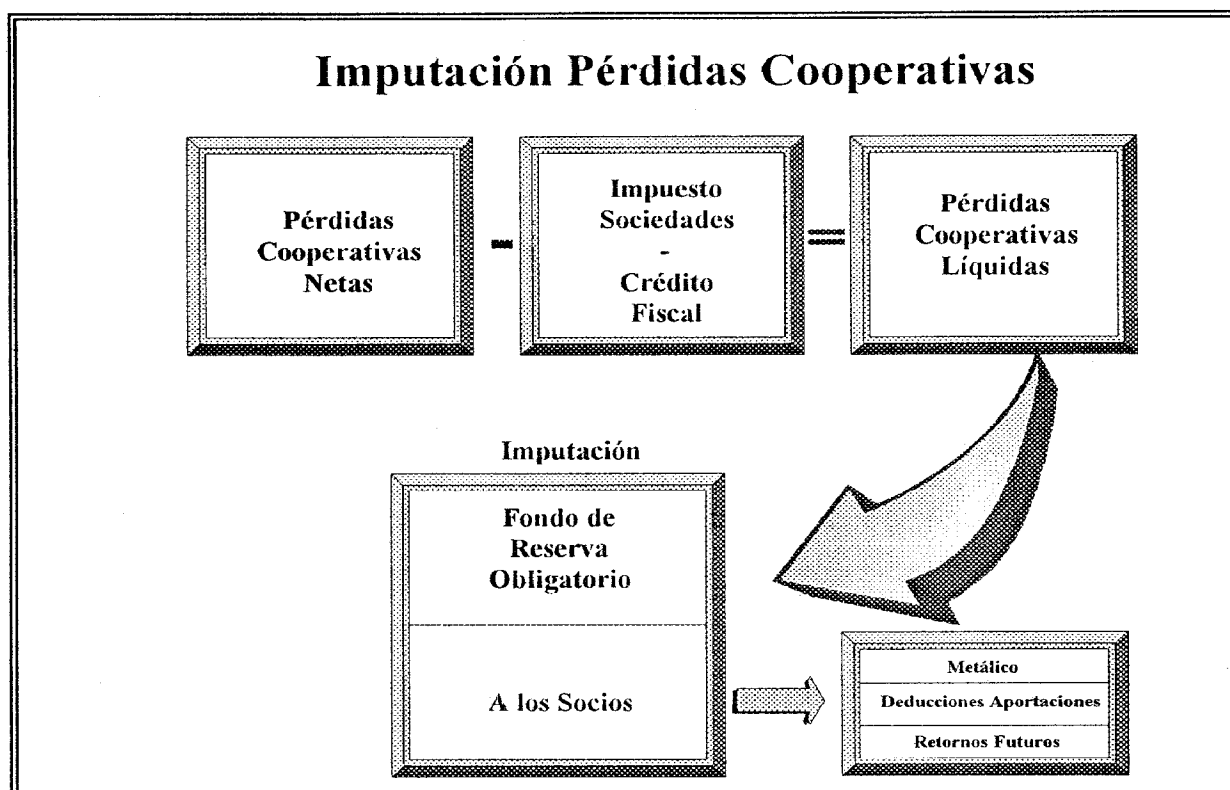 Imputación Pérdidas Cooperativas
Pérdidas
Cooperativas
Netas
-
Impuesto
Sociedades
-
Crédito
Fiscal
=
Pérdidas
Cooperativas
Líquidas
Imputación
Fondo de
Reserva
Obligatorio
A los Socios
Metálico
Deducciones Aportaciones
Retornos Futuros